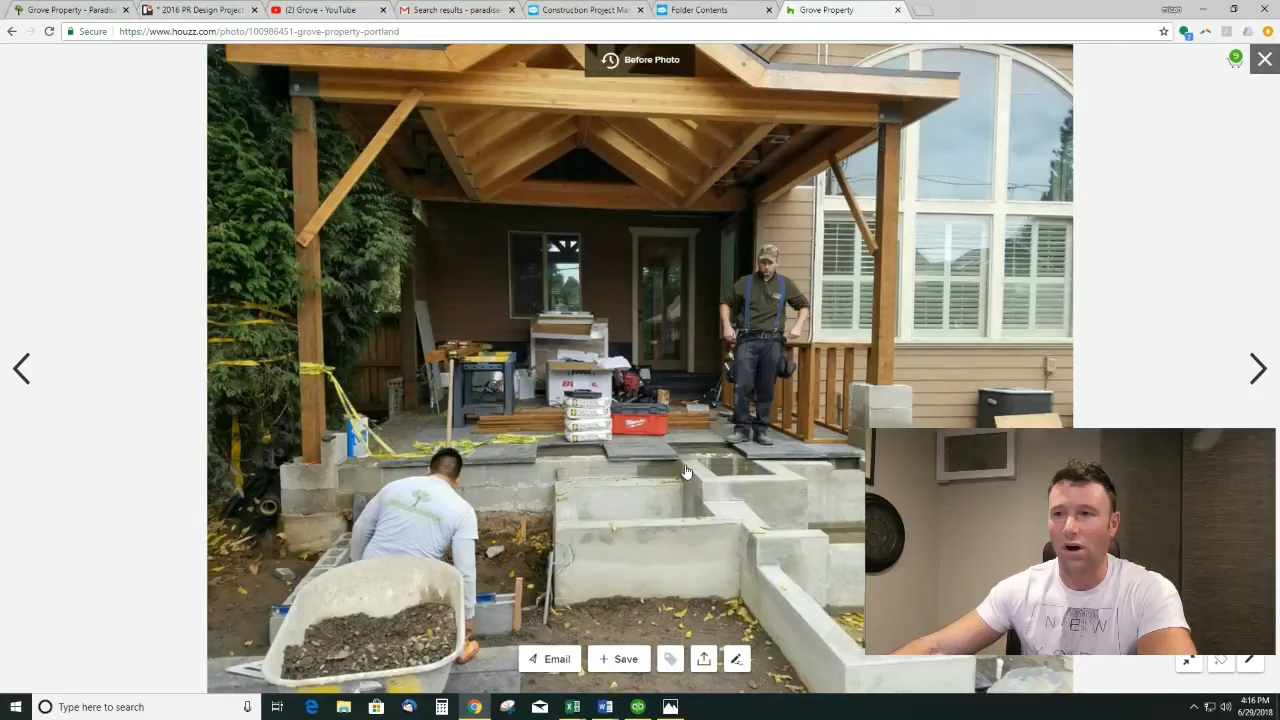 Grove Property - Paradis
* 2016 PR Design Project
(2) Grove - YouTube
Search results - paradise
Construction Project Ma
Folder Contents
Grove Property
Secure
https://www.houzz.com/photo/100986451-grove-property-portland
Before Photo
9
Milwaukee
N E W
Email
+ Save
Type here to search
4:16 PM
6/29/2018